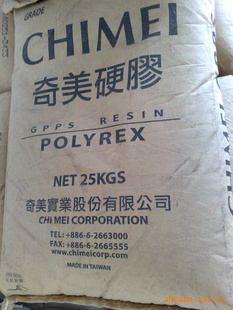 GRADE
CHIMEI
奇美硬膠
GPPS RESIN
POLYREX
NET 25KGS
奇美實業股份有限公司
CHI MEI CORPORATION
TEL: +886-6-2663000
FAX: +886-6-2665555
www.chimeicorp.com
MADE IN TAIWAN